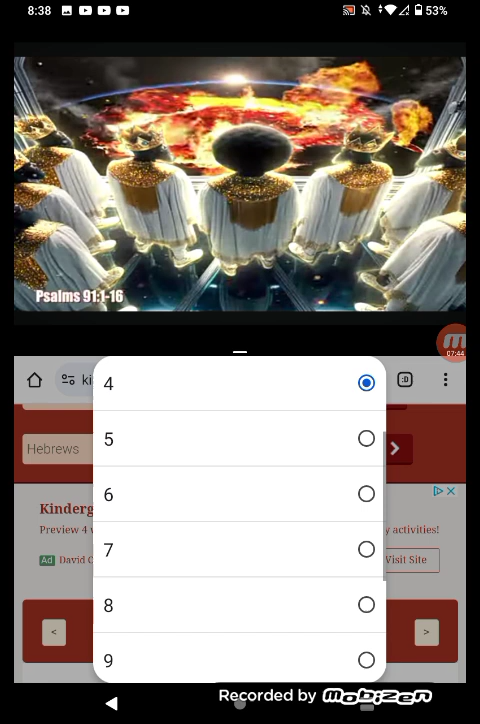 8:38
53%
Psalms 91:1-16
07:44
ki
4
Hebrews
5
6
Kinderg
Preview 4 w
y activities!
7
Ad David C
Visit Site
8
<
>
9
Recorded by mobizen